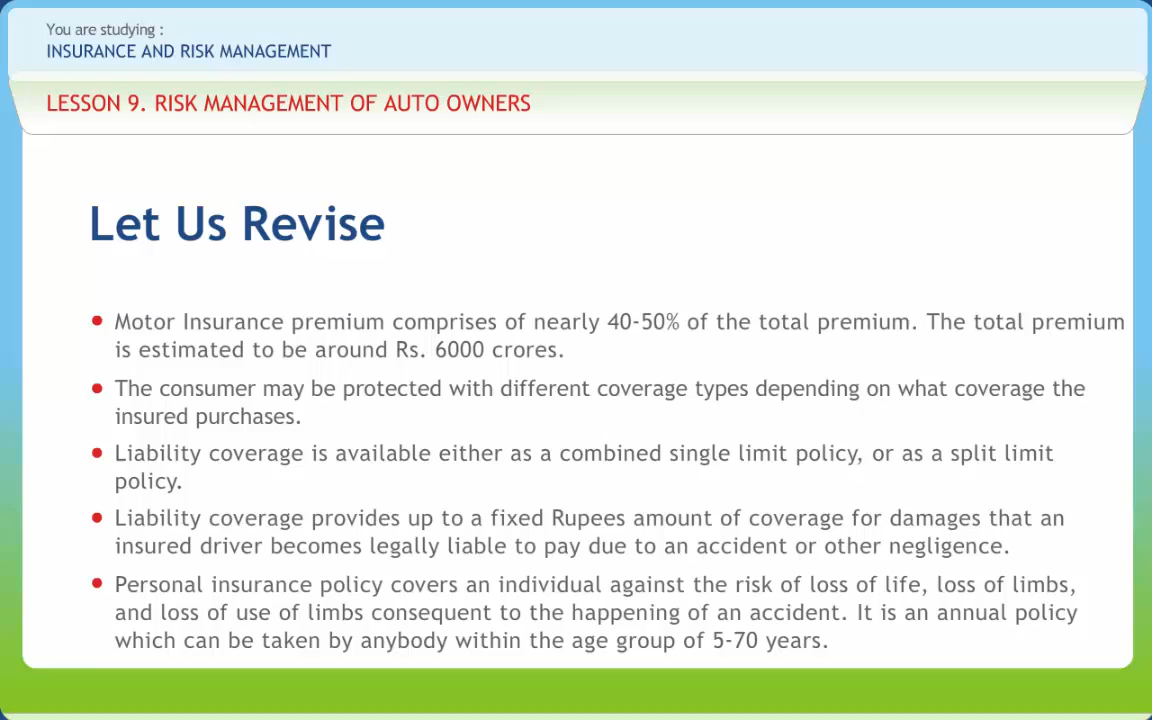 You are studying :
INSURANCE AND RISK MANAGEMENT
LESSON 9. RISK MANAGEMENT OF AUTO OWNERS
Let Us Revise
• Motor Insurance premium comprises of nearly 40-50% of the total premium. The total premium
is estimated to be around Rs. 6000 crores.
• The consumer may be protected with different coverage types depending on what coverage the
insured purchases.
• Liability coverage is available either as a combined single limit policy, or as a split limit
policy.
• Liability coverage provides up to a fixed Rupees amount of coverage for damages that an
insured driver becomes legally liable to pay due to an accident or other negligence.
• Personal insurance policy covers an individual against the risk of loss of life, loss of limbs,
and loss of use of limbs consequent to the happening of an accident. It is an annual policy
which can be taken by anybody within the age group of 5-70 years.